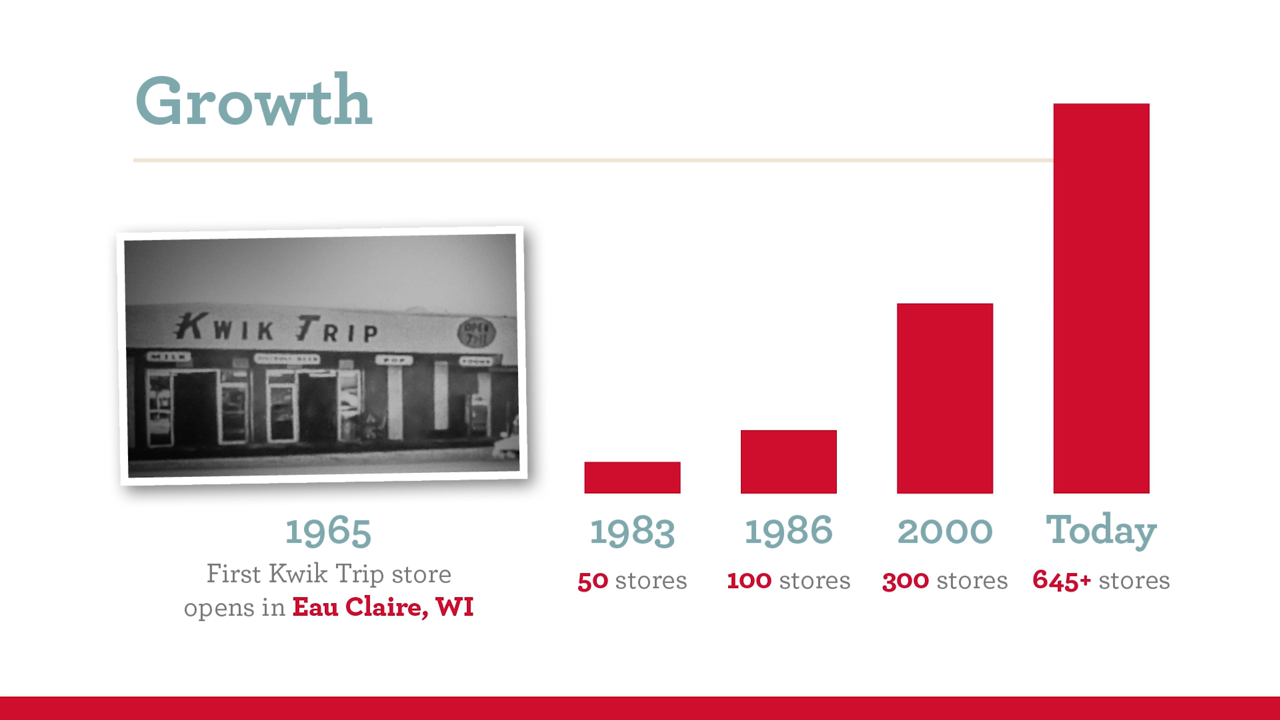 Growth
KWIK TRIP
OPEN
MILK
POP
1965
First Kwik Trip store
opens in Eau Claire, WI
1983
50 stores
1986
100 stores
2000
300 stores
Today
645+ stores